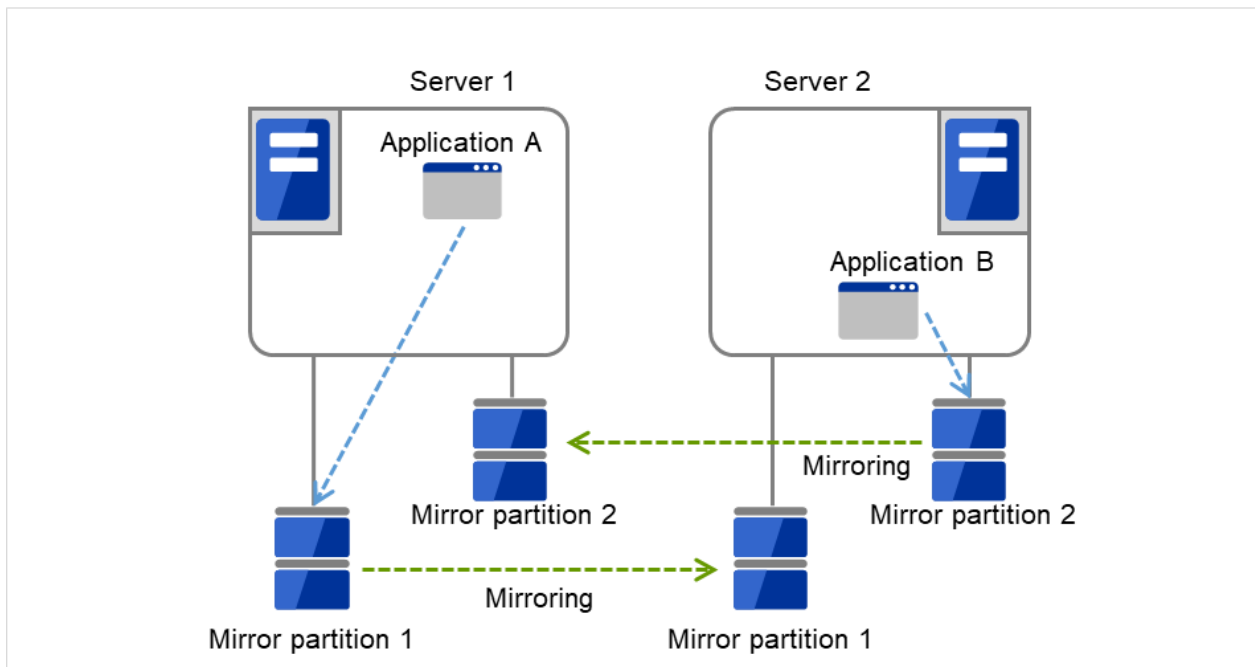 Server 1
Server 2
Application A
Application B
Mirroring
Mirror partition 2
Mirror partition 2
Mirroring
Mirror partition 1
Mirror partition 1